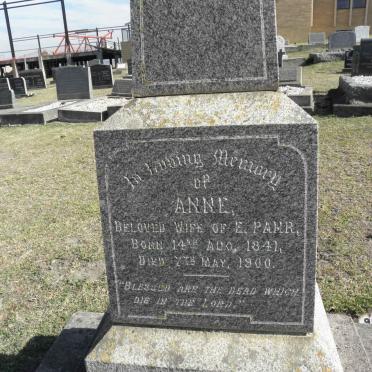 In Loving Memory
of
ANNE,
BELOVED WIFE OF E. PAHR,
BORN 14TH AUG, 1841,
DIED 7TH MAY, 1900.
"BLESSED ARE THE DEAD WHICH
DIE IN THE LORD."